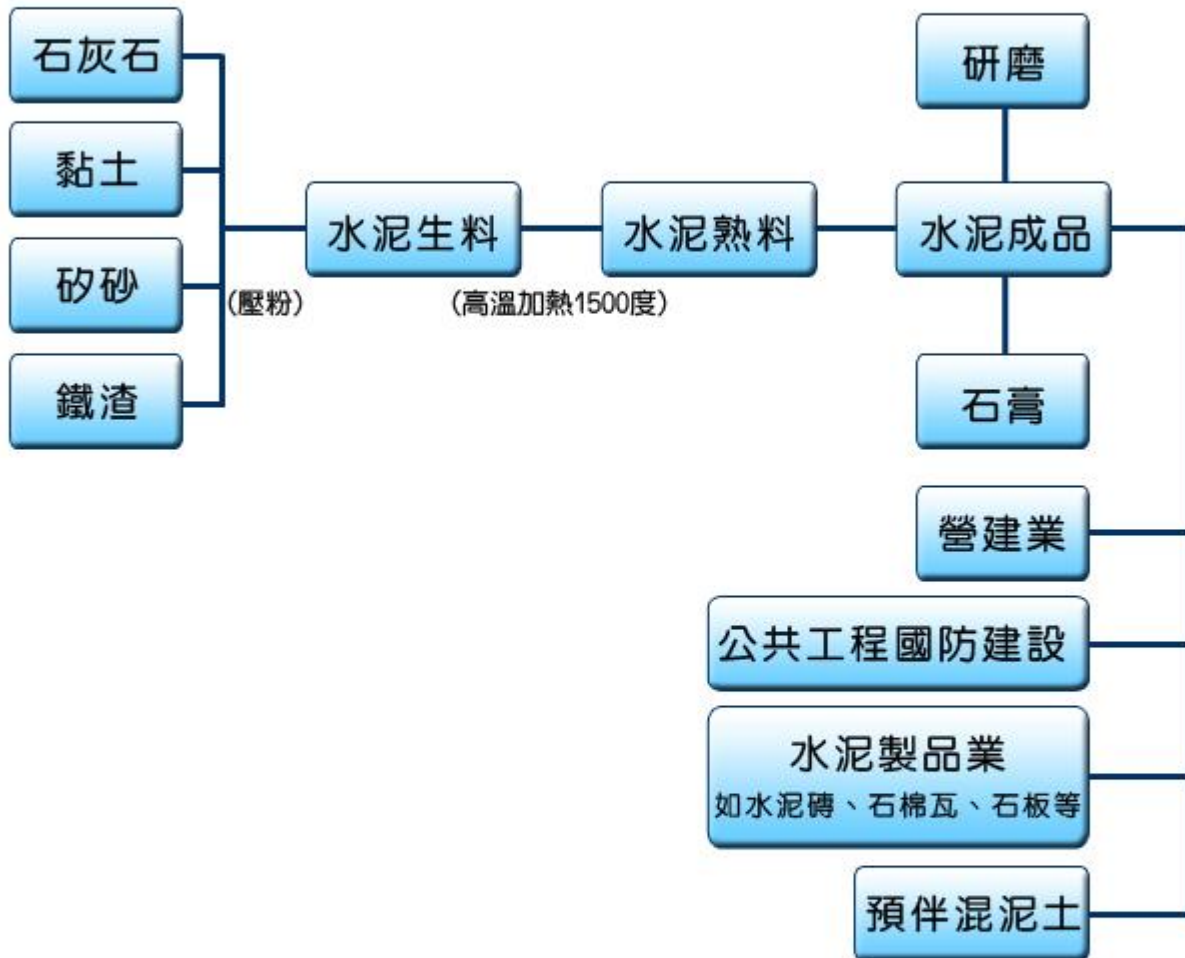 石灰石
黏土
矽砂
鐵渣
(壓粉)
水泥生料
(高溫加熱1500度)
水泥熟料
研磨
水泥成品
石膏
營建業
公共工程國防建設
水泥製品業
如水泥磚、石棉瓦、石板等
預伴混泥土